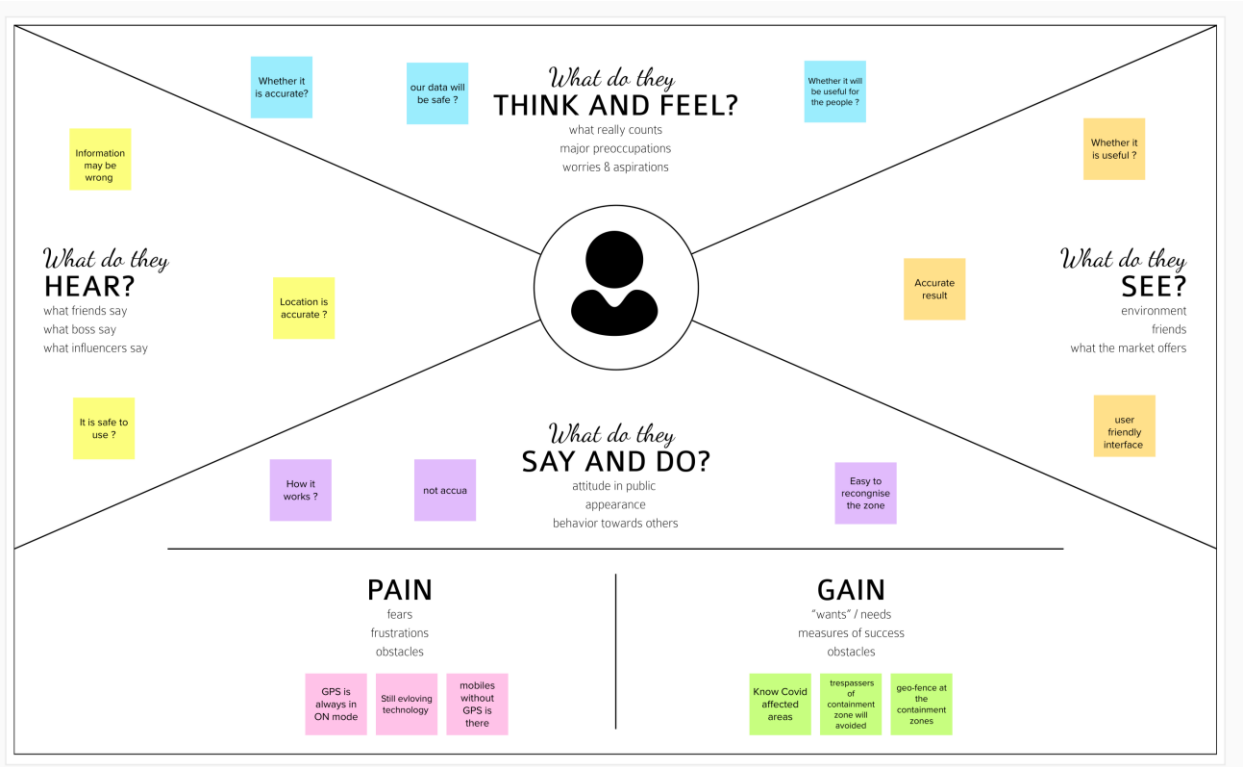 What do they
THINK AND FEEL?
what really counts
major preoccupations
worries & aspirations
Whether it
is accurate?
our data will
be safe ?
Whether it will
be useful for
the people ?
What do they
HEAR?
what friends say
what boss say
what influencers say
Information
may be
wrong
Location is
accurate ?
It is safe to
use ?
What do they
SEE?
environment
friends
what the market offers
Whether it
is useful ?
Accurate
result
user
friendly
interface
What do they
SAY AND DO?
attitude in public
appearance
behavior towards others
How it
works ?
not accua
Easy to
recongnise
the zone
PAIN
fears
frustrations
obstacles
GPS is
always in
ON mode
Still evloving
technology
mobiles
without
GPS is
there
GAIN
"wants" / needs
measures of success
obstacles
Know Covid
affected
areas
trespassers
of
containment
zone will
avoided
geo-fence at
the
containment
zones